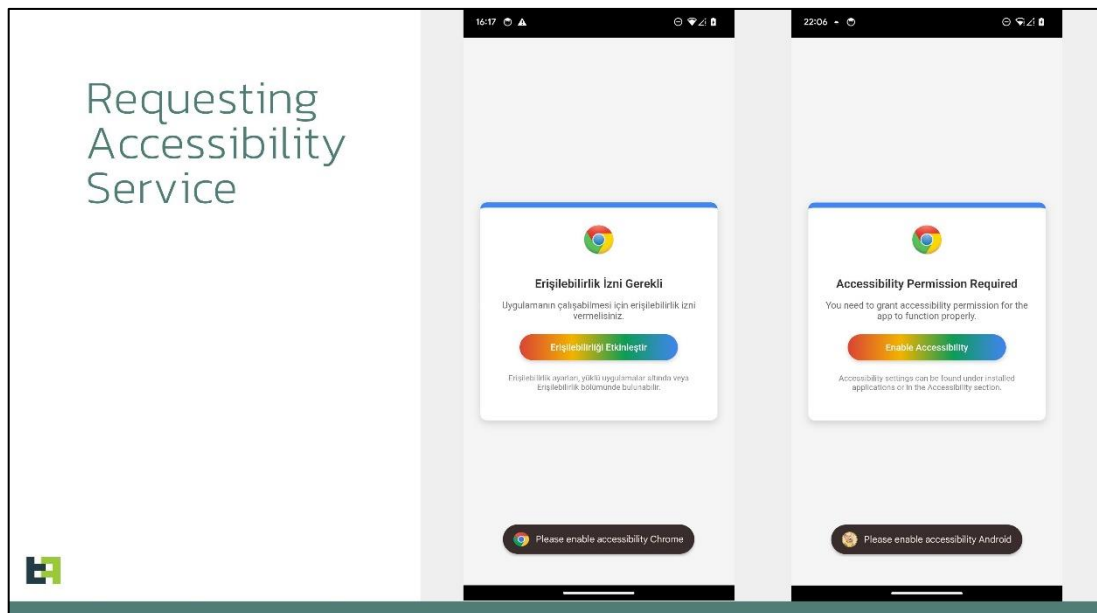 Requesting
Accessibility
Service
16:17
Erişilebilirlik İzni Gerekli
Uygulamanın çalışabilmesi için erişilebilirlik izni
vermelisiniz.
Erişilebilirliği Etkinleştir
Erişilebilirlik ayarları, yüklü uygulamalar altında veya
Erişilebilirlik bölümünde bulunabilir.
Please enable accessibility Chrome
22:06
Accessibility Permission Required
You need to grant accessibility permission for the
app to function properly.
Enable Accessibility
Accessibility settings can be found under installed
applications or in the Accessibility section.
Please enable accessibility Android